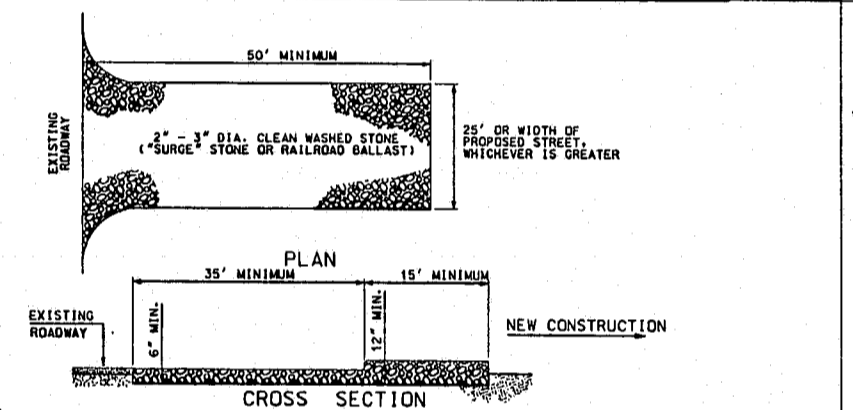 50' MINIMUM
EXISTING
ROADWAY
2" - 3" DIA. CLEAN WASHED STONE
("SURGE" STONE OR RAILROAD BALLAST)
25' OR WIDTH OF
PROPOSED STREET,
WHICHEVER IS GREATER
PLAN
35' MINIMUM
15' MINIMUM
EXISTING
ROADWAY
6" MIN.
12" MIN.
NEW CONSTRUCTION
CROSS SECTION